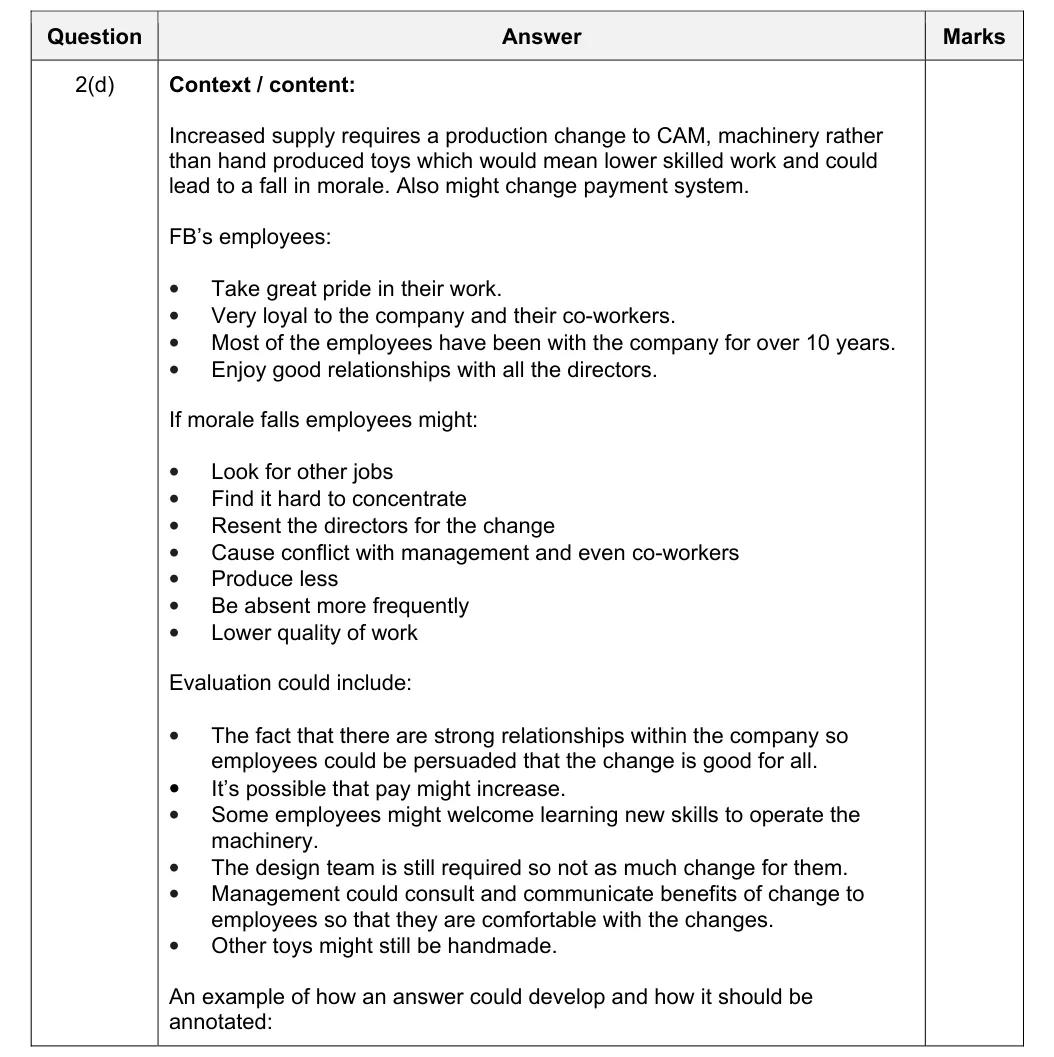 Question Answer Marks
2(d) Context / content:
Increased supply requires a production change to CAM, machinery rather
than hand produced toys which would mean lower skilled work and could
lead to a fall in morale. Also might change payment system.
FB’s employees:
• Take great pride in their work.
• Very loyal to the company and their co-workers.
• Most of the employees have been with the company for over 10 years.
• Enjoy good relationships with all the directors.
If morale falls employees might:
• Look for other jobs
• Find it hard to concentrate
• Resent the directors for the change
• Cause conflict with management and even co-workers
• Produce less
• Be absent more frequently
• Lower quality of work
Evaluation could include:
• The fact that there are strong relationships within the company so
employees could be persuaded that the change is good for all.
• It’s possible that pay might increase.
• Some employees might welcome learning new skills to operate the
machinery.
• The design team is still required so not as much change for them.
• Management could consult and communicate benefits of change to
employees so that they are comfortable with the changes.
• Other toys might still be handmade.
An example of how an answer could develop and how it should be
annotated: